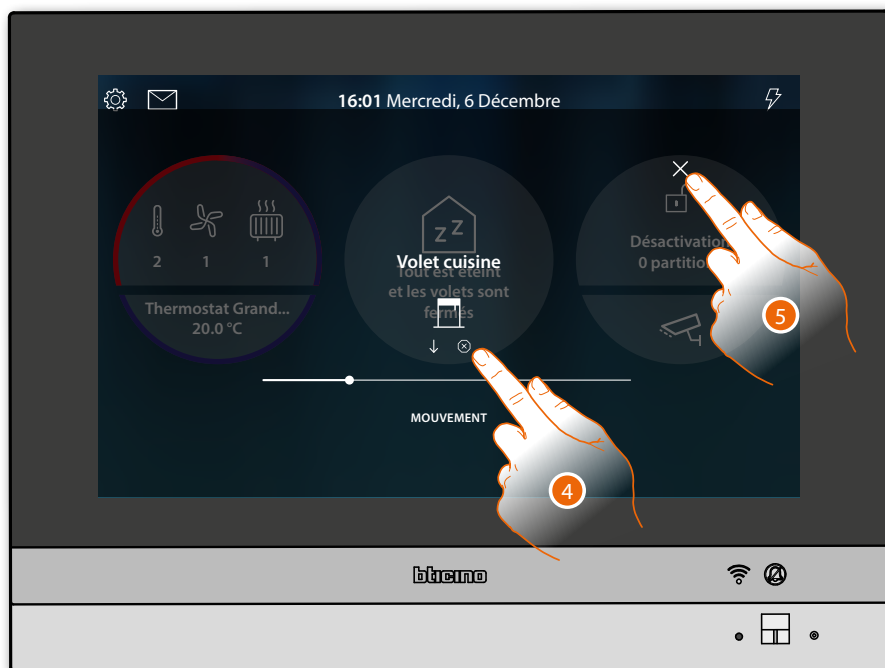 16:01 Mercredi, 6 Décembre
2 1 1
Thermostat Grand...
20.0 °C
Z Z
Volet cuisine
Tout est éteint
et les volets sont
fermés
MOUVEMENT
Désactivation
0 partitio
5
4
bticino